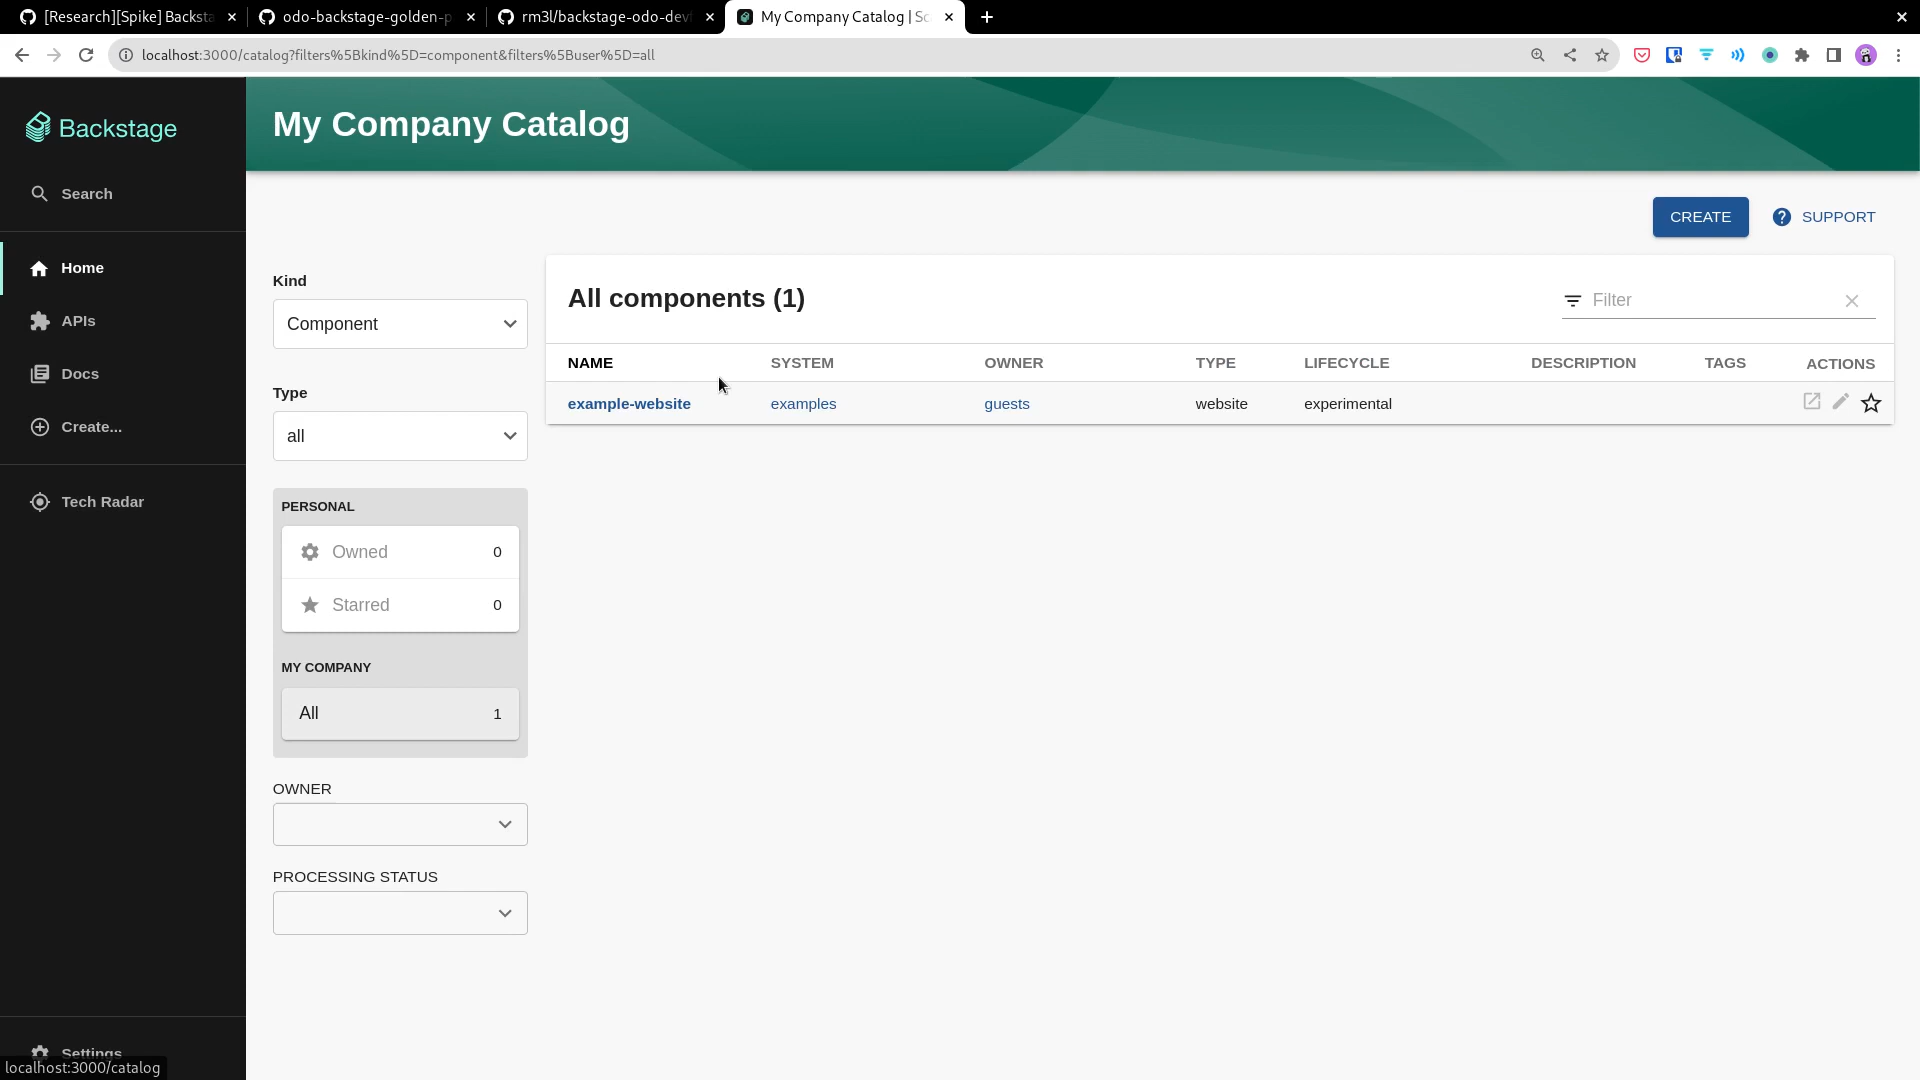 [Research][Spike] Backsta
odo-backstage-golden-p
rm3l/backstage-odo-devf
My Company Catalog | Sc
localhost:3000/catalog?filters%5Bkind%5D=component&filters%5Buser%5D=all
Backstage
Search
Home
APIs
Docs
Create...
Tech Radar
Settings
localhost:3000/catalog
My Company Catalog
CREATE
SUPPORT
Kind
Component
Type
all
PERSONAL
Owned 0
Starred 0
MY COMPANY
All 1
OWNER
PROCESSING STATUS
All components (1)
Filter
NAME SYSTEM OWNER TYPE LIFECYCLE DESCRIPTION TAGS ACTIONS
example-website examples guests website experimental